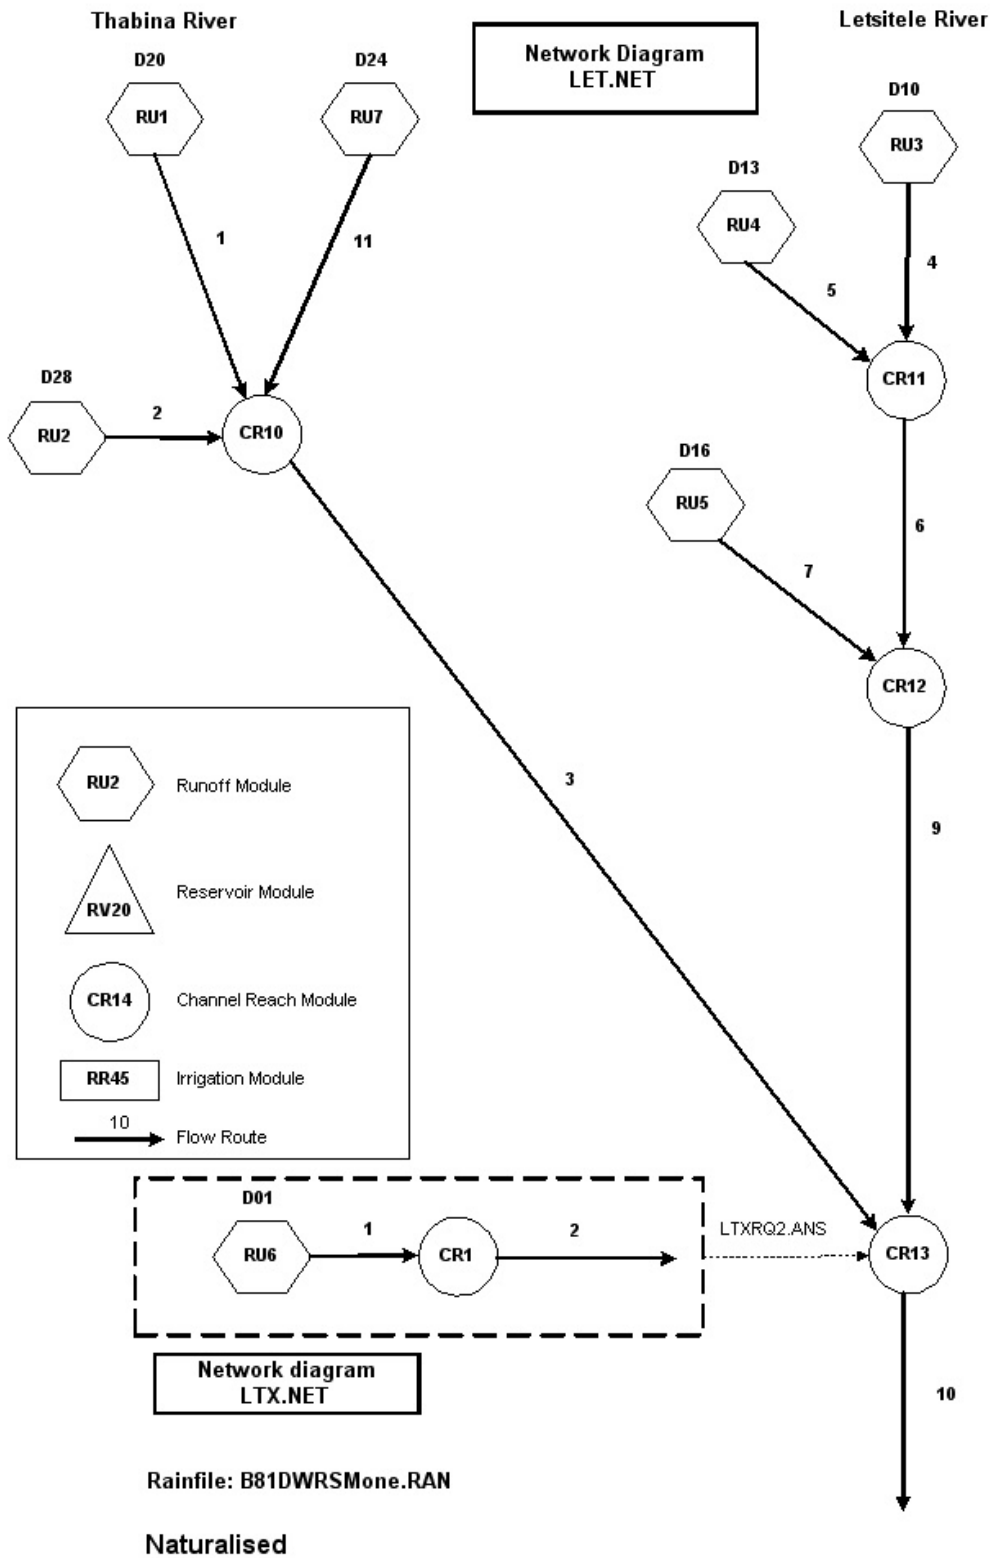 Thabina River
Letsitele River
Network Diagram
LET.NET
D20
D24
RU1
RU7
D10
RU3
D13
RU4
1
11
4
5
CR11
D28
RU2
2
CR10
D16
RU5
6
7
CR12
3
9
RU2
Runoff Module
RV20
Reservoir Module
CR14
Channel Reach Module
RR45
Irrigation Module
10
Flow Route
D01
RU6
1
CR1
2
LTXRQ2.ANS
CR13
Network diagram
LTX.NET
10
Rainfile: B81DWRSMone.RAN
Naturalised